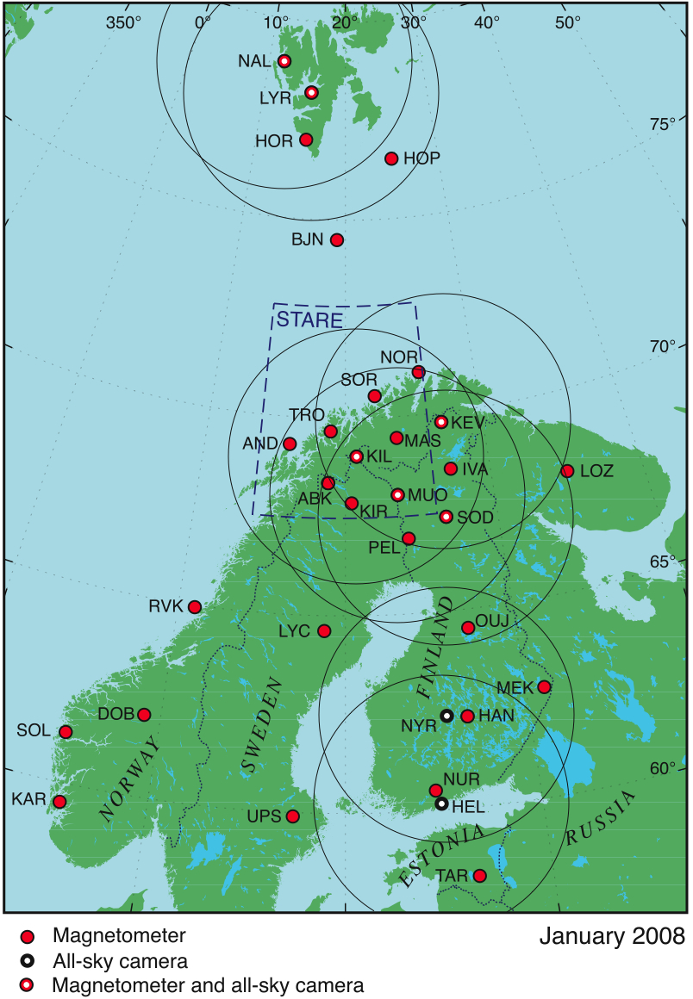 350° 0° 10° 20° 30° 40° 50°
NAL
LYR
75°
HOR
HOP
BJN
STARE
70°
NOR
SOR
TRO
KEV
AND
MAS
KIL
IVA
LOZ
ABK
MUO
KIR
SOD
PEL
65°
RVK
OUJ
LYC
FINLAND
MEK
DOB
HAN
NYR
SOL
SWEDEN
NORWAY
60°
NUR
KAR
HEL
UPS
RUSSIA
ESTONIA
TAR
Magnetometer
January 2008
All-sky camera
Magnetometer and all-sky camera